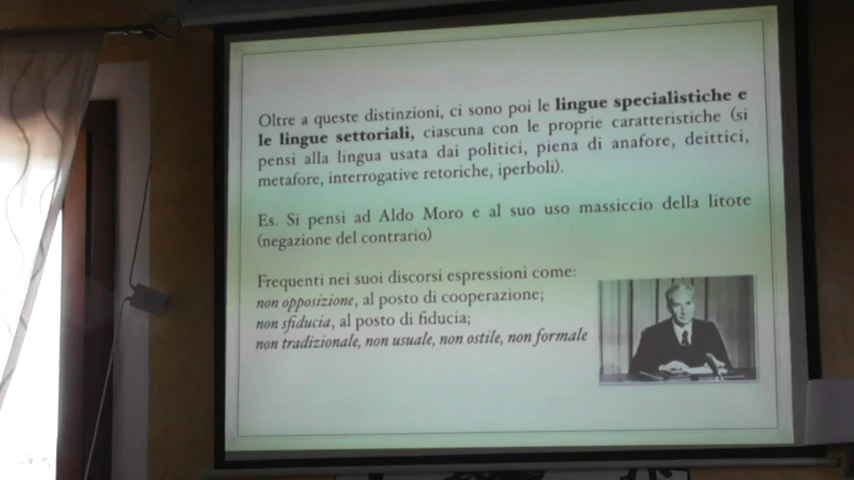 Oltre a queste distinzioni, ci sono poi le lingue specialistiche e
le lingue settoriali, ciascuna con le proprie caratteristiche (si
pensi alla lingua usata dai politici, piena di anafore, deittici,
metafore, interrogative retoriche, iperboli).
Es. Si pensi ad Aldo Moro e al suo uso massiccio della litote
(negazione del contrario)
Frequenti nei suoi discorsi espressioni come:
non opposizione, al posto di cooperazione;
non sfiducia, al posto di fiducia;
non tradizionale, non usuale, non ostile, non formale